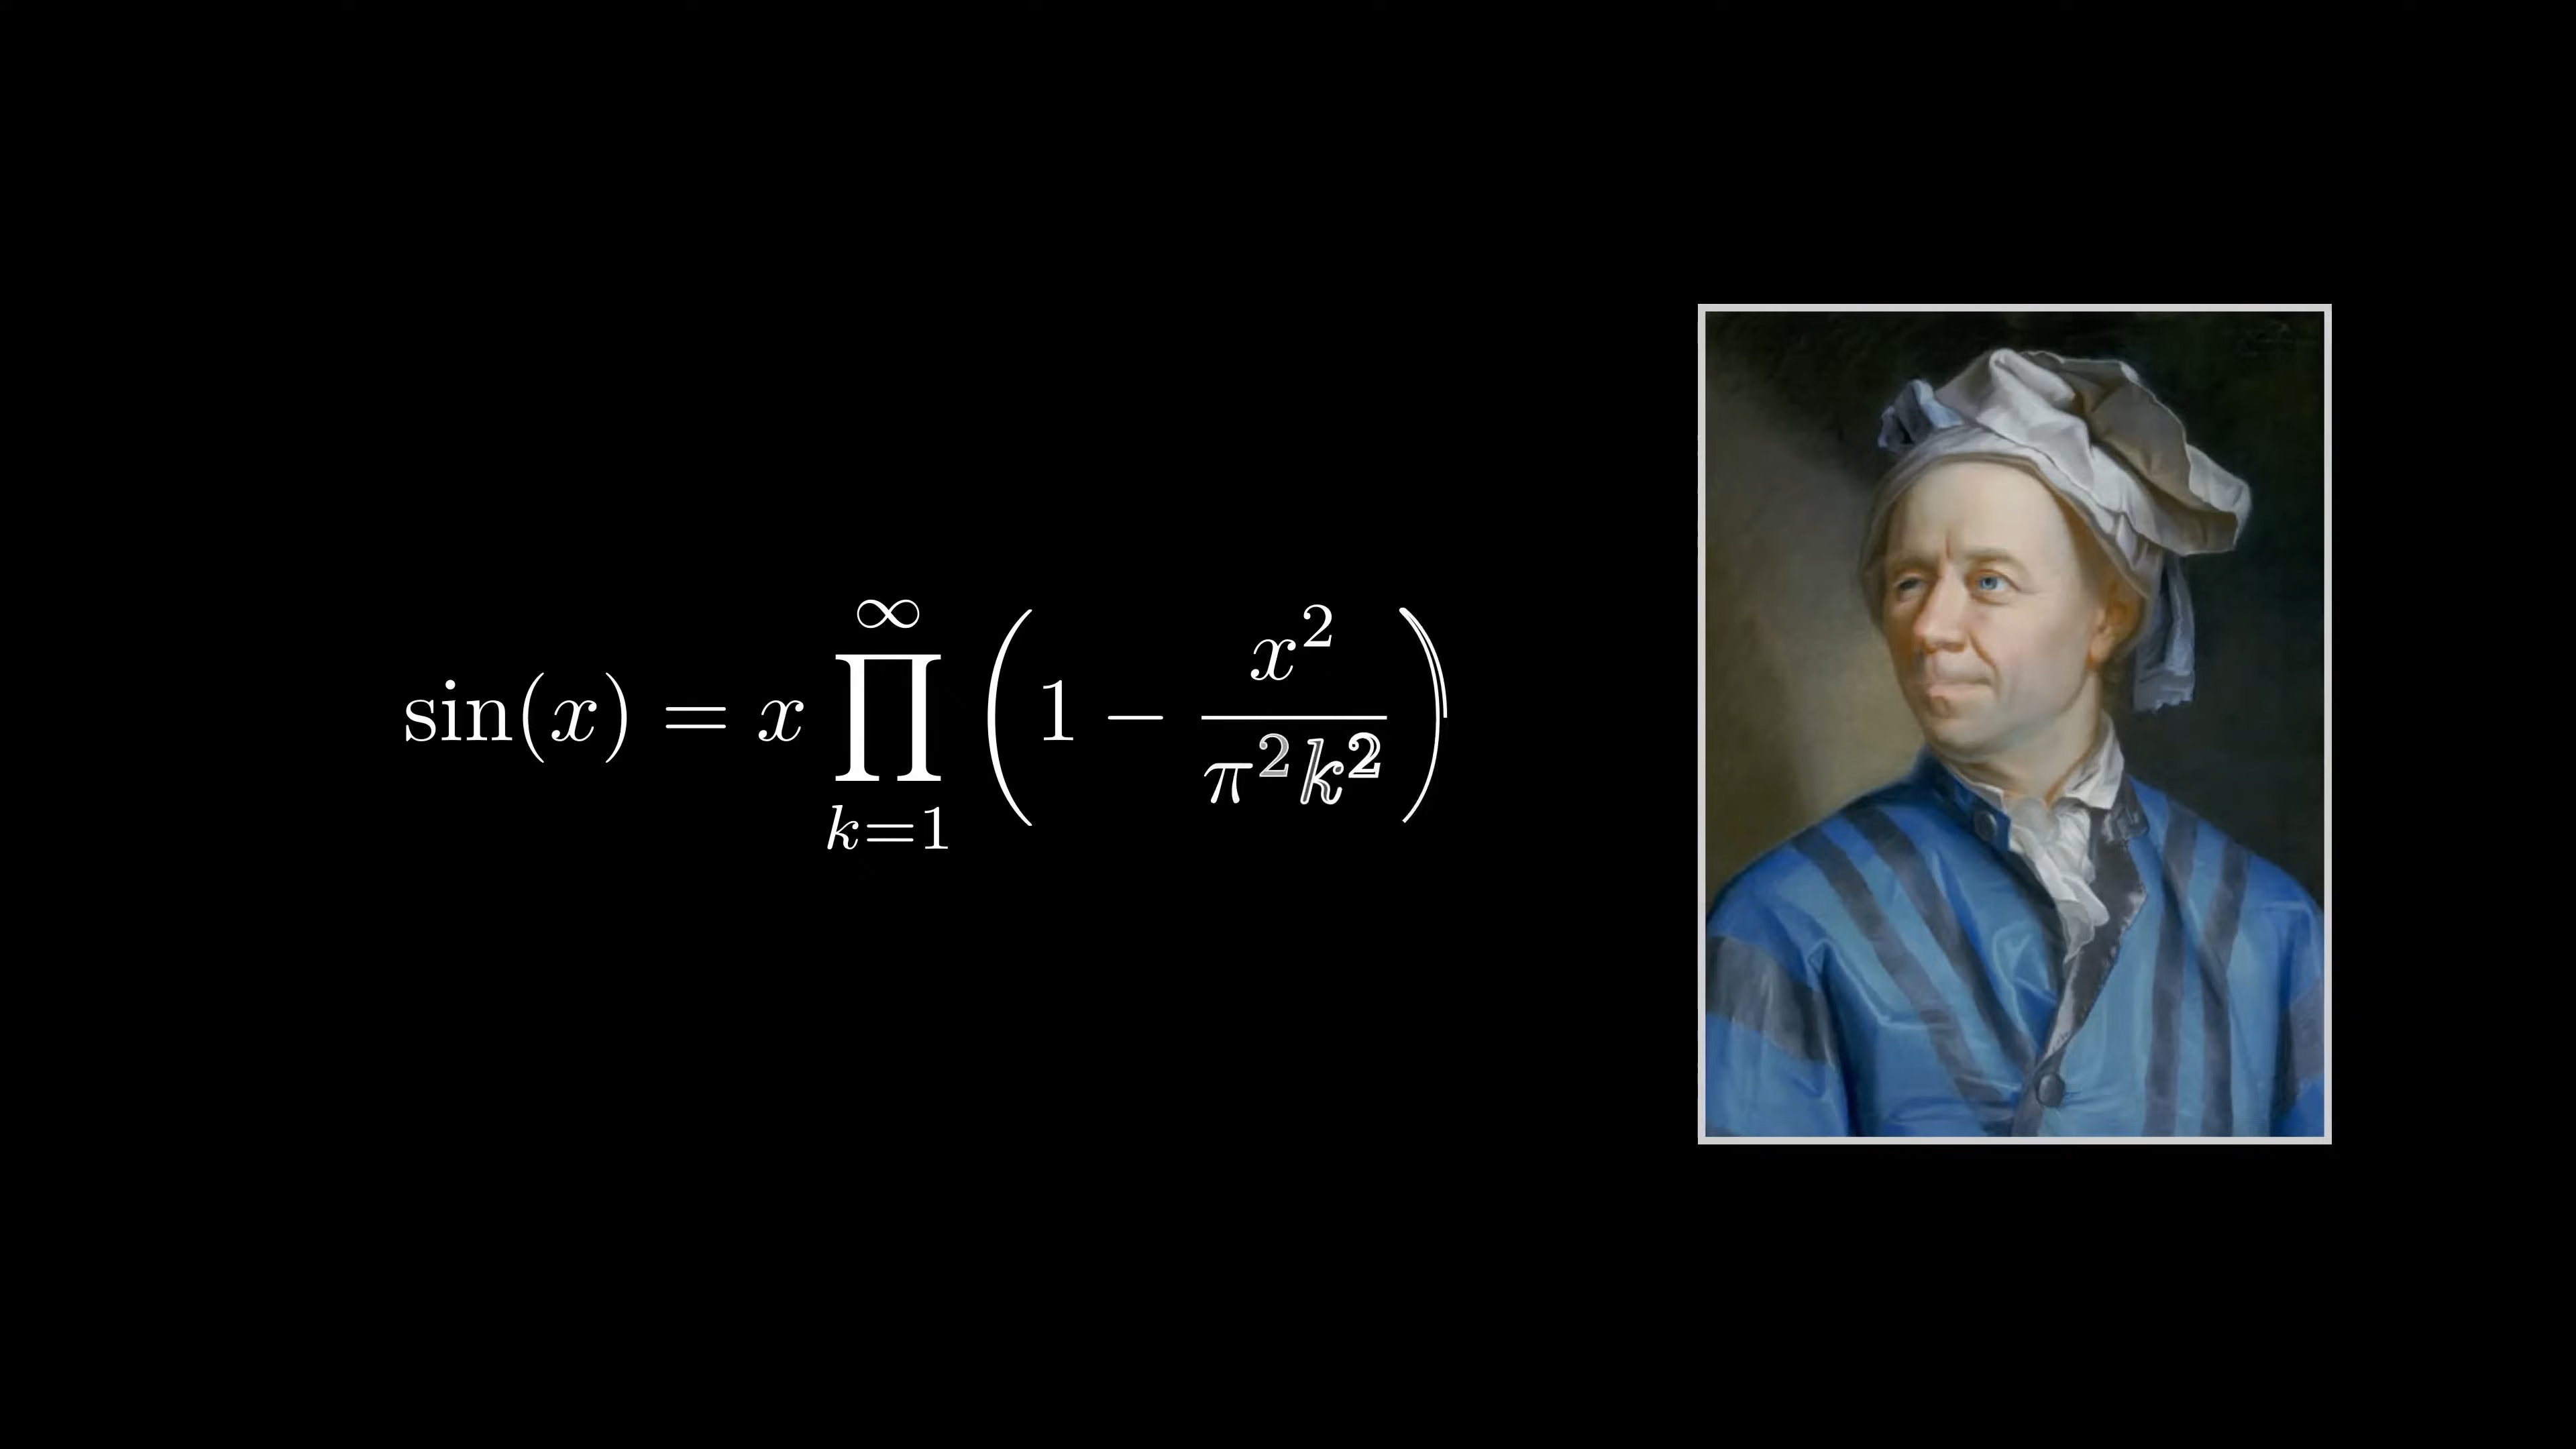 sin(x) = x ∏_{k=1}^{∞} (1 − x²/(π²k²))